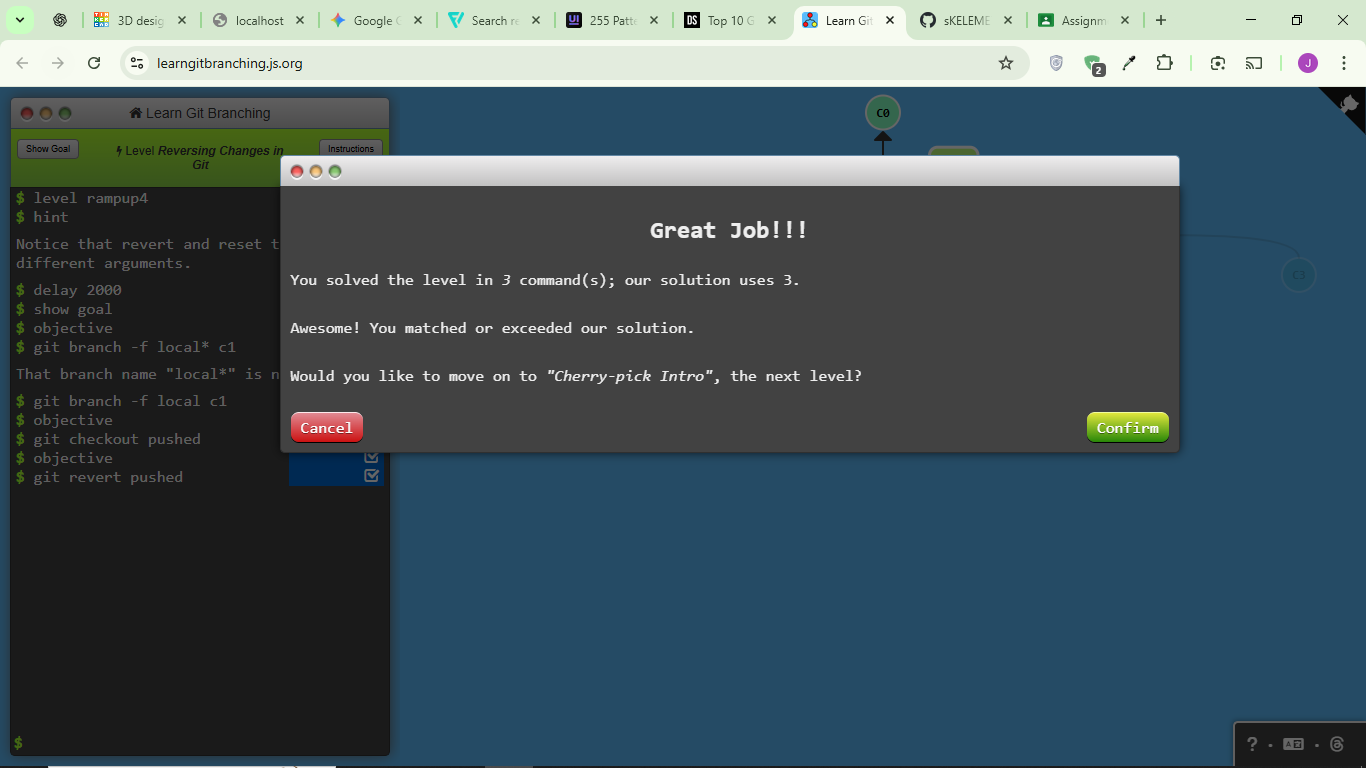 3D desig
localhost
Google G
Search re
UI
255 Patte
DS
Top 10 G
Learn Git
sKELEME
Assignm
learngitbranching.js.org
2
J
Learn Git Branching
Show Goal
Level Reversing Changes in
Git
Instructions
C0
C3
$ level rampup4
$ hint
Notice that revert and reset t
different arguments.
$ delay 2000
$ show goal
$ objective
$ git branch -f local* c1
That branch name "local*" is n
$ git branch -f local c1
$ objective
$ git checkout pushed
$ objective
$ git revert pushed
$
Great Job!!!
You solved the level in 3 command(s); our solution uses 3.
Awesome! You matched or exceeded our solution.
Would you like to move on to "Cherry-pick Intro", the next level?
Cancel
Confirm
?